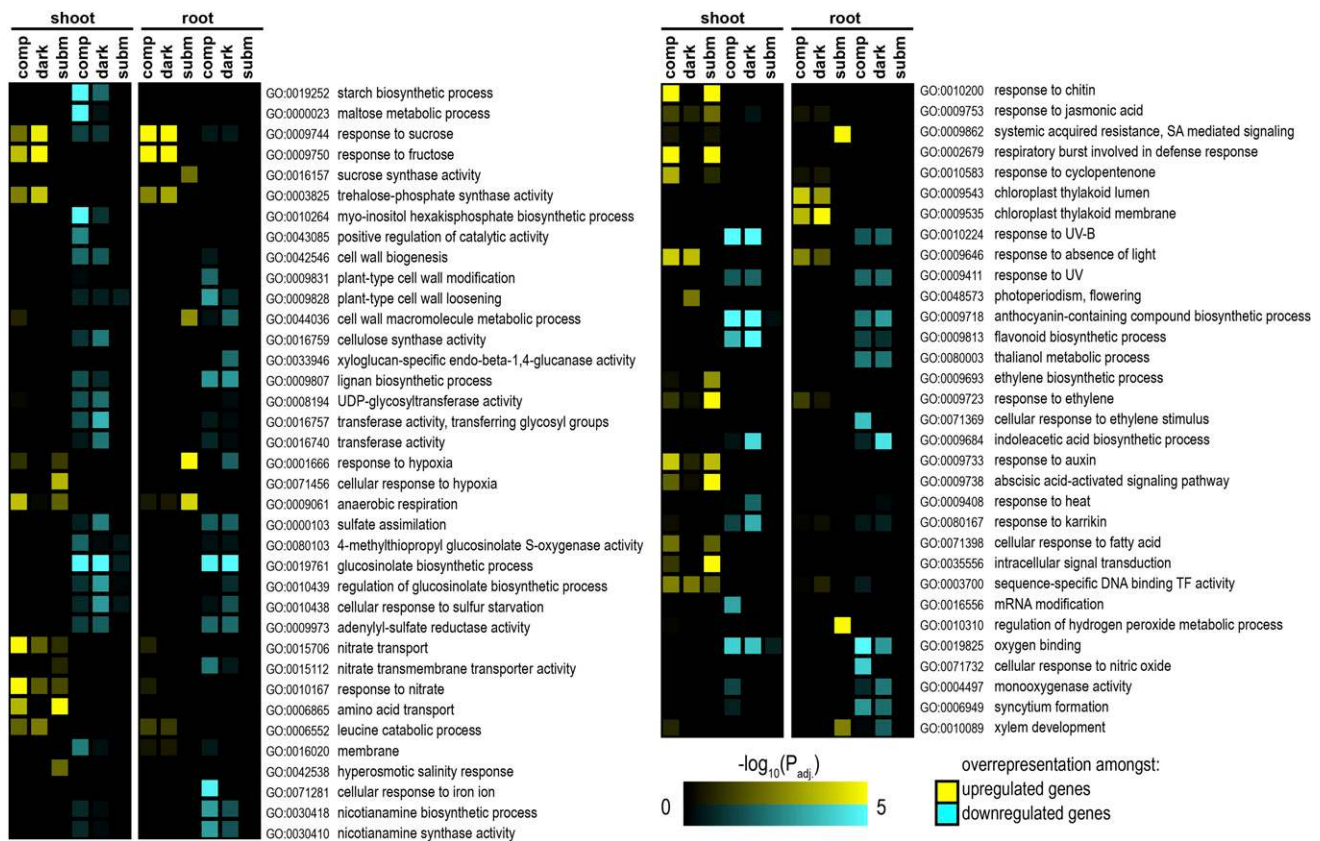 shoot root
comp dark subm comp dark subm comp dark subm comp dark subm
GO:0019252 starch biosynthetic process
GO:0000023 maltose metabolic process
GO:0009744 response to sucrose
GO:0009750 response to fructose
GO:0016157 sucrose synthase activity
GO:0003825 trehalose-phosphate synthase activity
GO:0010264 myo-inositol hexakisphosphate biosynthetic process
GO:0043085 positive regulation of catalytic activity
GO:0042546 cell wall biogenesis
GO:0009831 plant-type cell wall modification
GO:0009828 plant-type cell wall loosening
GO:0044036 cell wall macromolecule metabolic process
GO:0016759 cellulose synthase activity
GO:0033946 xyloglucan-specific endo-beta-1,4-glucanase activity
GO:0009807 lignan biosynthetic process
GO:0008194 UDP-glycosyltransferase activity
GO:0016757 transferase activity, transferring glycosyl groups
GO:0016740 transferase activity
GO:0001666 response to hypoxia
GO:0071456 cellular response to hypoxia
GO:0009061 anaerobic respiration
GO:0000103 sulfate assimilation
GO:0080103 4-methylthiopropyl glucosinolate S-oxygenase activity
GO:0019761 glucosinolate biosynthetic process
GO:0010439 regulation of glucosinolate biosynthetic process
GO:0010438 cellular response to sulfur starvation
GO:0009973 adenylyl-sulfate reductase activity
GO:0015706 nitrate transport
GO:0015112 nitrate transmembrane transporter activity
GO:0010167 response to nitrate
GO:0006865 amino acid transport
GO:0006552 leucine catabolic process
GO:0016020 membrane
GO:0042538 hyperosmotic salinity response
GO:0071281 cellular response to iron ion
GO:0030418 nicotianamine biosynthetic process
GO:0030410 nicotianamine synthase activity
shoot root
comp dark subm comp dark subm comp dark subm comp dark subm
GO:0010200 response to chitin
GO:0009753 response to jasmonic acid
GO:0009862 systemic acquired resistance, SA mediated signaling
GO:0002679 respiratory burst involved in defense response
GO:0010583 response to cyclopentenone
GO:0009543 chloroplast thylakoid lumen
GO:0009535 chloroplast thylakoid membrane
GO:0010224 response to UV-B
GO:0009646 response to absence of light
GO:0009411 response to UV
GO:0048573 photoperiodism, flowering
GO:0009718 anthocyanin-containing compound biosynthetic process
GO:0009813 flavonoid biosynthetic process
GO:0080003 thalianol metabolic process
GO:0009693 ethylene biosynthetic process
GO:0009723 response to ethylene
GO:0071369 cellular response to ethylene stimulus
GO:0009684 indoleacetic acid biosynthetic process
GO:0009733 response to auxin
GO:0009738 abscisic acid-activated signaling pathway
GO:0009408 response to heat
GO:0080167 response to karrikin
GO:0071398 cellular response to fatty acid
GO:0035556 intracellular signal transduction
GO:0003700 sequence-specific DNA binding TF activity
GO:0016556 mRNA modification
GO:0010310 regulation of hydrogen peroxide metabolic process
GO:0019825 oxygen binding
GO:0071732 cellular response to nitric oxide
GO:0004497 monooxygenase activity
GO:0006949 syncytium formation
GO:0010089 xylem development
-log10(Padj.)
0 5
overrepresentation amongst:
upregulated genes
downregulated genes